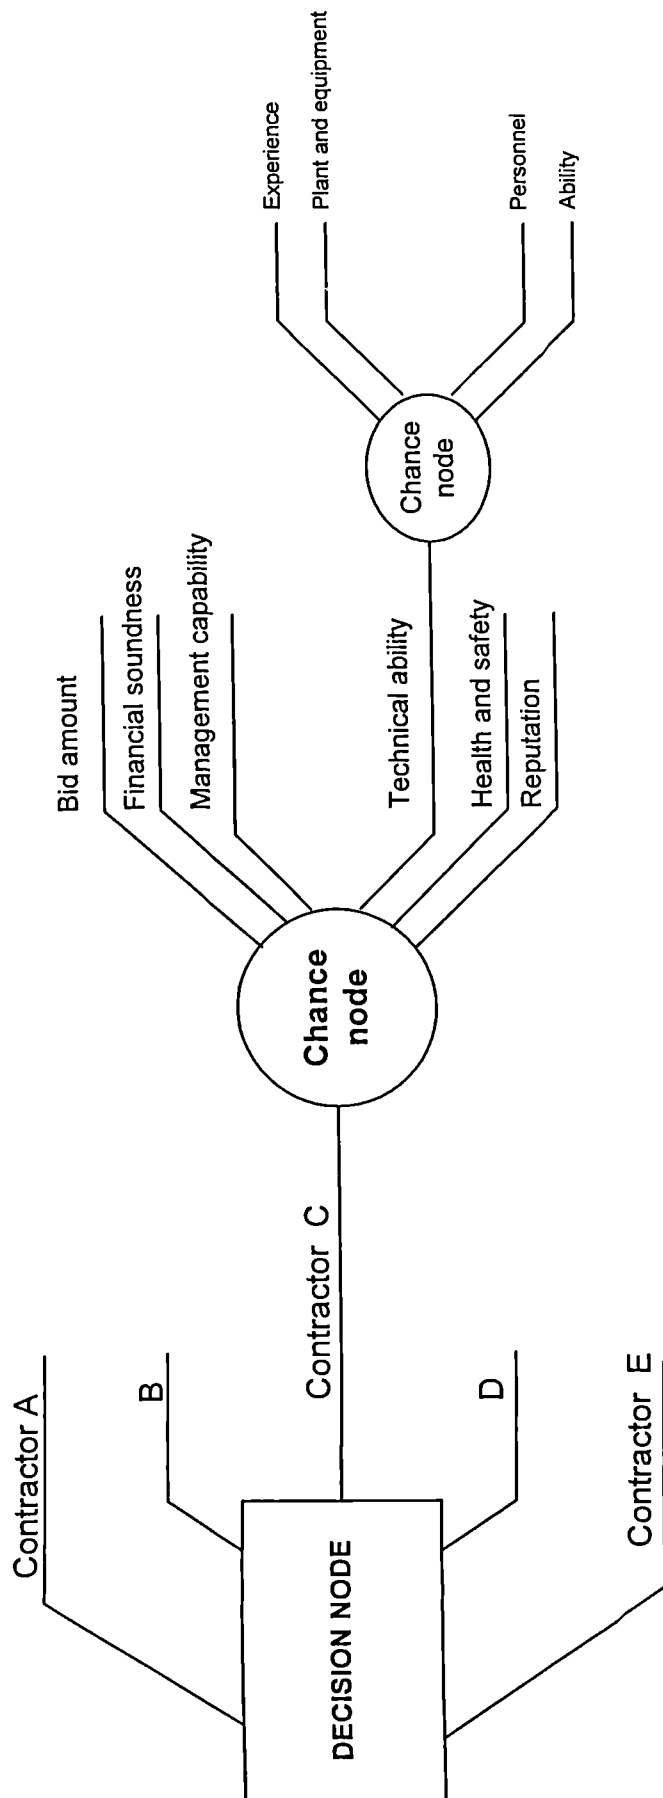 Contractor A
B
Contractor C
D
Contractor E
DECISION NODE
Chance
node
Bid amount
Financial soundness
Management capability
Technical ability
Health and safety
Reputation
Chance
node
Experience
Plant and equipment
Personnel
Ability